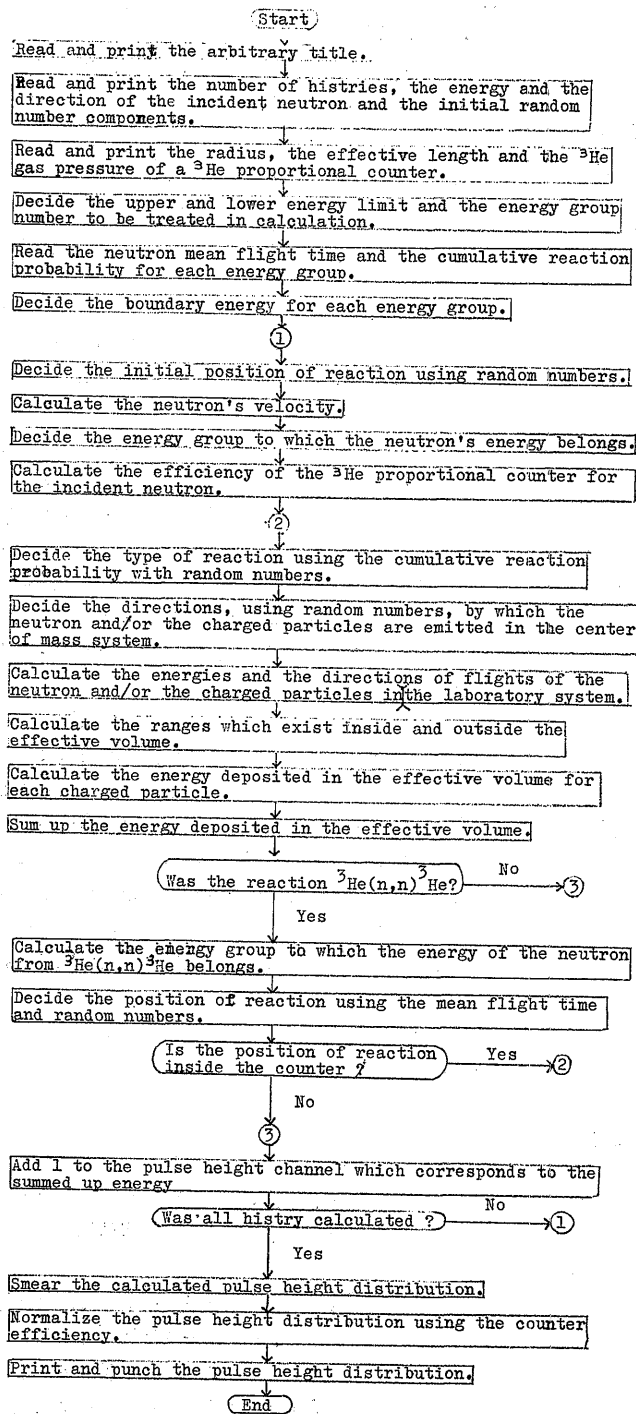 Start
Read and print the arbitrary title.
Read and print the number of histries, the energy and the
direction of the incident neutron and the initial random
number components.
Read and print the radius, the effective length and the ³He
gas pressure of a ³He proportional counter.
Decide the upper and lower energy limit and the energy group
number to be treated in calculation.
Read the neutron mean flight time and the cumulative reaction
probability for each energy group.
Decide the boundary energy for each energy group.
1
Decide the initial position of reaction using random numbers.
Calculate the neutron's velocity.
Decide the energy group to which the neutron's energy belongs.
Calculate the efficiency of the ³He proportional counter for
the incident neutron.
2
Decide the type of reaction using the cumulative reaction
probability with random numbers.
Decide the directions, using random numbers, by which the
neutron and/or the charged particles are emitted in the center
of mass system.
Calculate the energies and the directions of flights of the
neutron and/or the charged particles in the laboratory system.
Calculate the ranges which exist inside and outside the
effective volume.
Calculate the energy deposited in the effective volume for
each charged particle.
Sum up the energy deposited in the effective volume.
Was the reaction ³He(n,n)³He?
No
3
Yes
Calculate the energy group to which the energy of the neutron
from ³He(n,n)³He belongs.
Decide the position of reaction using the mean flight time
and random numbers.
Is the position of reaction
inside the counter ?
Yes
2
No
3
Add 1 to the pulse height channel which corresponds to the
summed up energy
Was all histry calculated ?
No
1
Yes
Smear the calculated pulse height distribution.
Normalize the pulse height distribution using the counter
efficiency.
Print and punch the pulse height distribution.
End